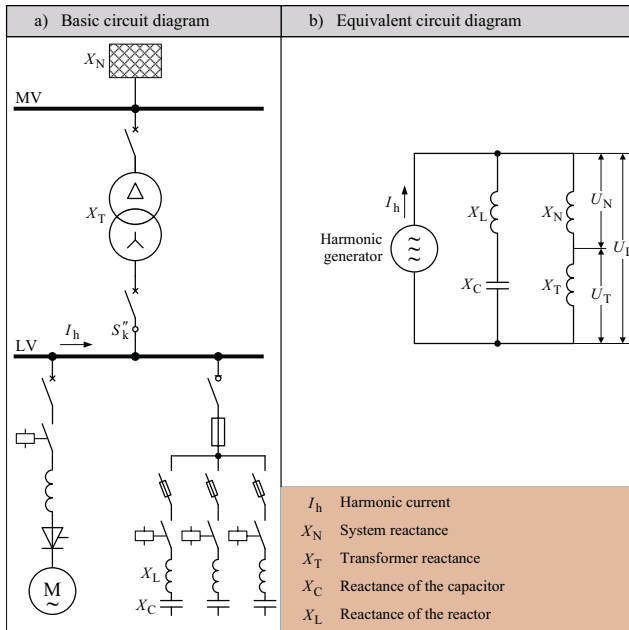 a) Basic circuit diagram
X_N
MV
X_T
S″_k
LV
I_h
X_L
X_C
M
~
b) Equivalent circuit diagram
I_h
Harmonic
generator
X_L
X_C
X_N
X_T
U_N
U_T
I_h Harmonic current
X_N System reactance
X_T Transformer reactance
X_C Reactance of the capacitor
X_L Reactance of the reactor